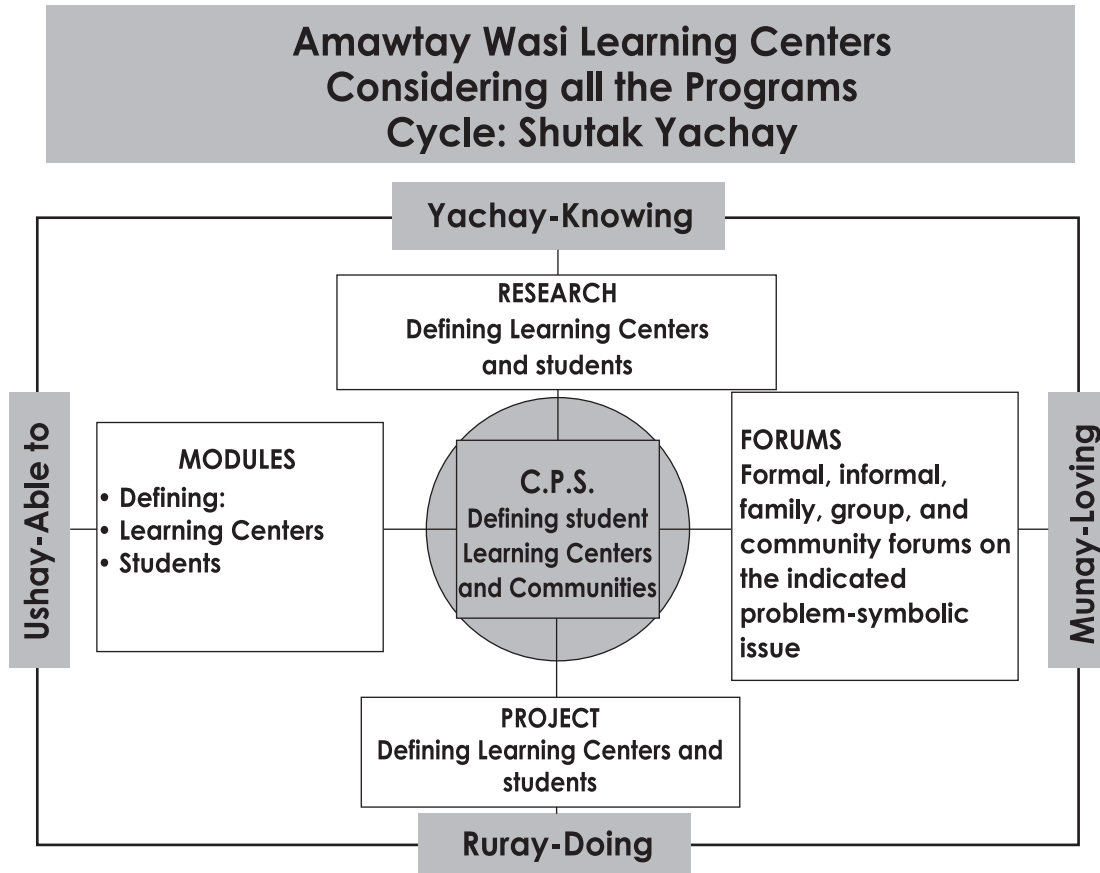 Amawtay Wasi Learning Centers
Considering all the Programs
Cycle: Shutak Yachay
Yachay-Knowing
RESEARCH
Defining Learning Centers
and students
Ushay-Able to
MODULES
• Defining:
• Learning Centers
• Students
C.P.S.
Defining student
Learning Centers
and Communities
FORUMS
Formal, informal,
family, group, and
community forums on
the indicated
problem-symbolic
issue
Munay-Loving
PROJECT
Defining Learning Centers and
students
Ruray-Doing